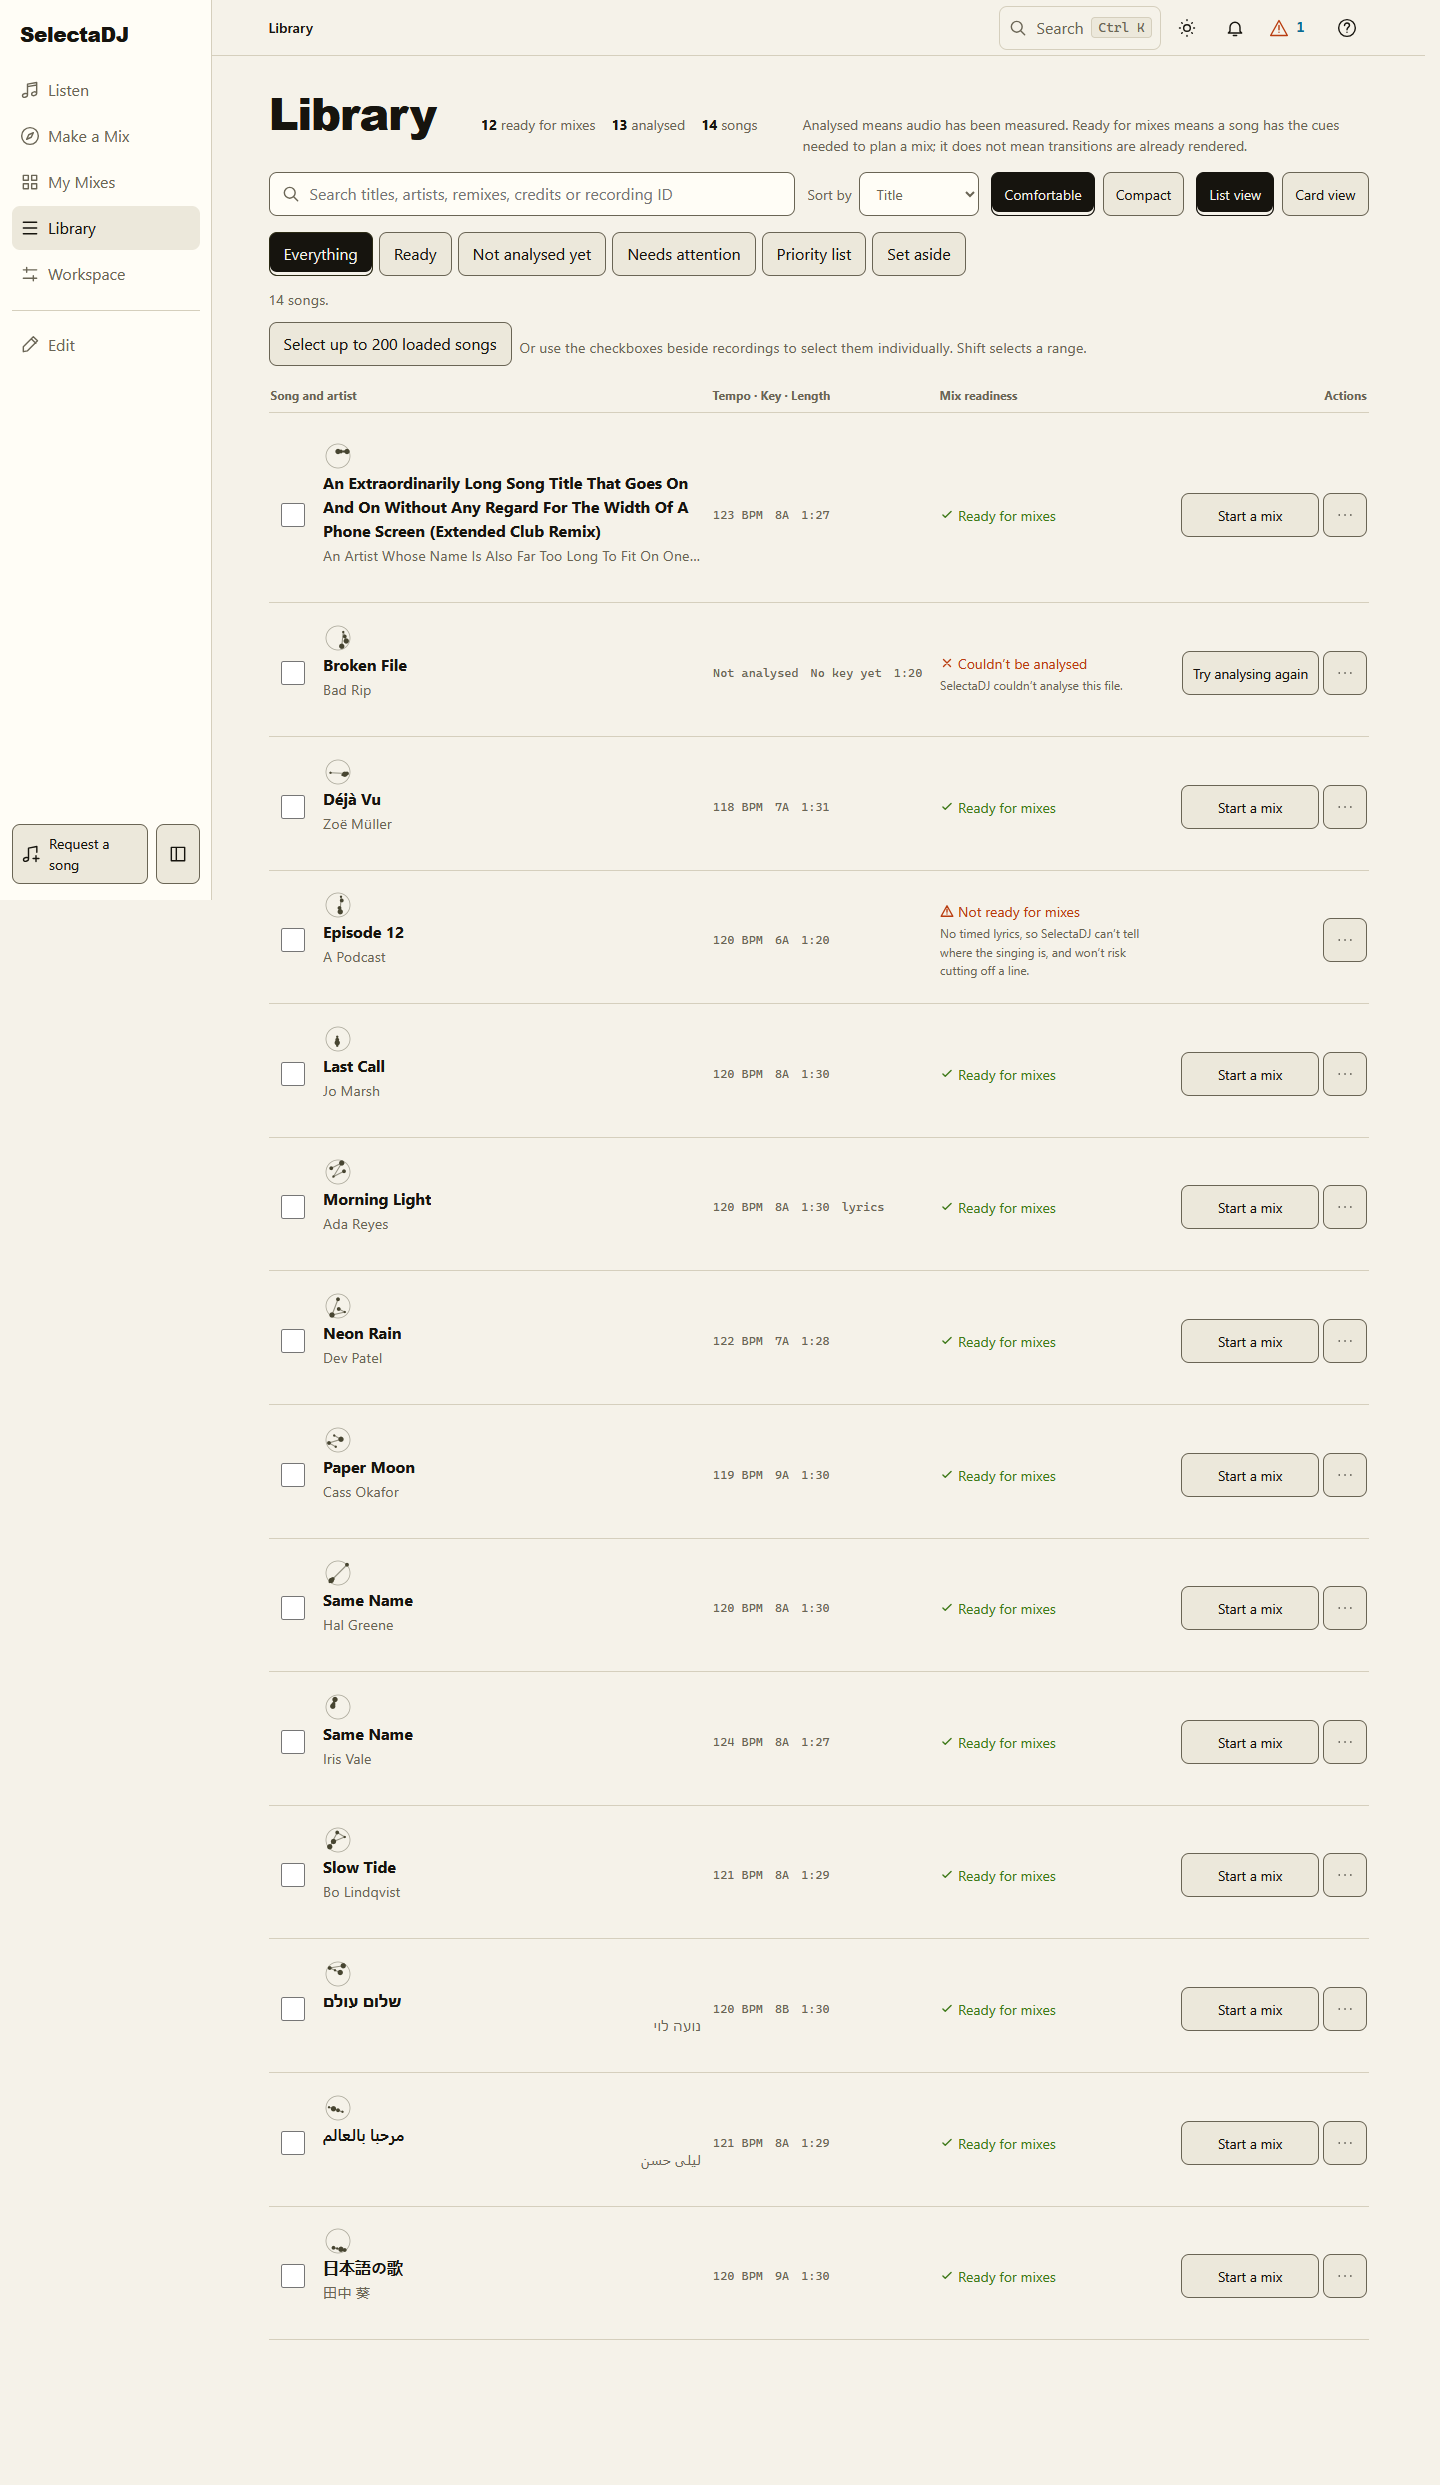 SelectaDJ
Listen
Make a Mix
My Mixes
Library
Workspace
Edit
Request a song
Library
Search Ctrl K
1
Library
12 ready for mixes 13 analysed 14 songs
Analysed means audio has been measured. Ready for mixes means a song has the cues
needed to plan a mix; it does not mean transitions are already rendered.
Search titles, artists, remixes, credits or recording ID
Sort by Title Comfortable Compact List view Card view
Everything Ready Not analysed yet Needs attention Priority list Set aside
14 songs.
Select up to 200 loaded songs Or use the checkboxes beside recordings to select them individually. Shift selects a range.
Song and artist Tempo · Key · Length Mix readiness Actions
An Extraordinarily Long Song Title That Goes On
And On Without Any Regard For The Width Of A
Phone Screen (Extended Club Remix)
An Artist Whose Name Is Also Far Too Long To Fit On One...
123 BPM 8A 1:27 Ready for mixes Start a mix ...
Broken File
Bad Rip
Not analysed No key yet 1:20 Couldn't be analysed
SelectaDJ couldn't analyse this file.
Try analysing again ...
Déjà Vu
Zoë Müller
118 BPM 7A 1:31 Ready for mixes Start a mix ...
Episode 12
A Podcast
120 BPM 6A 1:20 Not ready for mixes
No timed lyrics, so SelectaDJ can't tell
where the singing is, and won't risk
cutting off a line.
...
Last Call
Jo Marsh
120 BPM 8A 1:30 Ready for mixes Start a mix ...
Morning Light
Ada Reyes
120 BPM 8A 1:30 lyrics Ready for mixes Start a mix ...
Neon Rain
Dev Patel
122 BPM 7A 1:28 Ready for mixes Start a mix ...
Paper Moon
Cass Okafor
119 BPM 9A 1:30 Ready for mixes Start a mix ...
Same Name
Hal Greene
120 BPM 8A 1:30 Ready for mixes Start a mix ...
Same Name
Iris Vale
124 BPM 8A 1:27 Ready for mixes Start a mix ...
Slow Tide
Bo Lindqvist
121 BPM 8A 1:29 Ready for mixes Start a mix ...
שלום עולם
נועה לוי
120 BPM 8B 1:30 Ready for mixes Start a mix ...
مرحبا بالعالم
ليلى حسن
121 BPM 8A 1:29 Ready for mixes Start a mix ...
日本語の歌
田中 葵
120 BPM 9A 1:30 Ready for mixes Start a mix ...